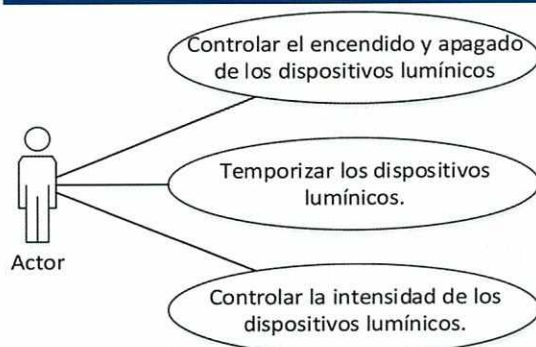 Controlar el encendido y apagado
de los dispositivos lumínicos
Temporizar los dispositivos
lumínicos.
Actor
Controlar la intensidad de los
dispositivos lumínicos.